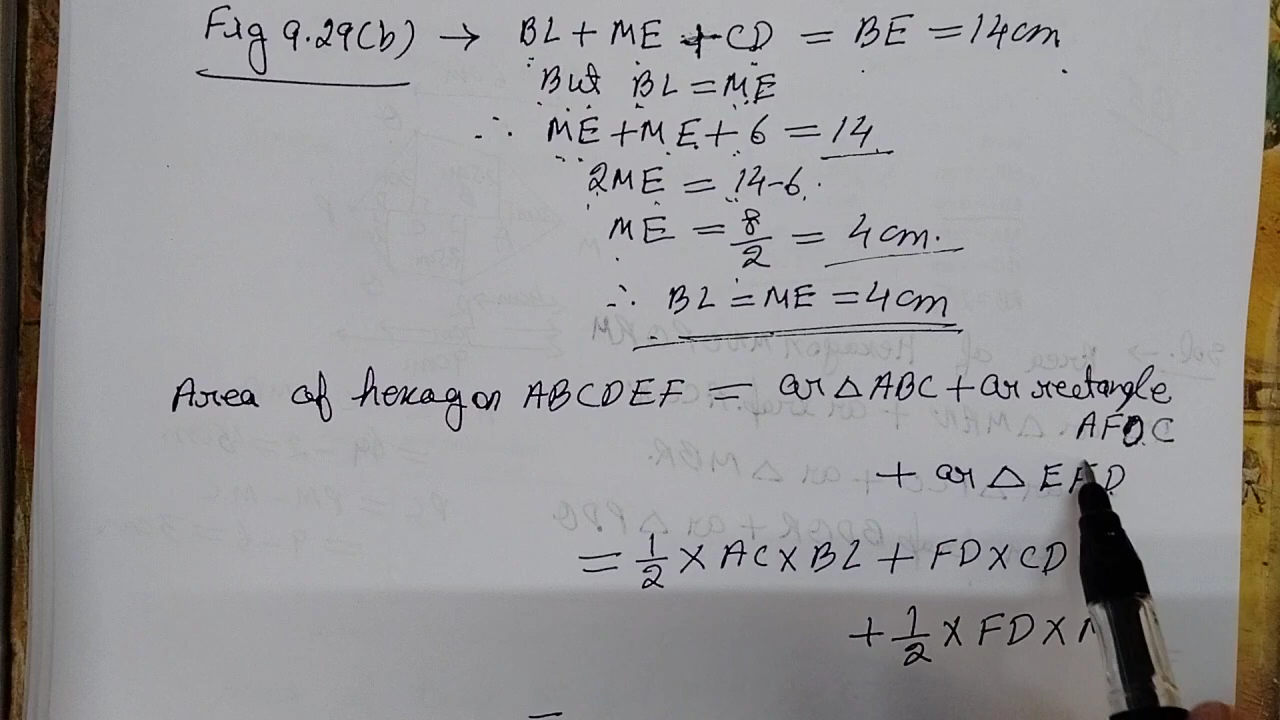 Fig 9.29(b) → BL + ME + CD = BE = 14cm
But BL = ME
∴ ME + ME + 6 = 14
2ME = 14-6.
ME = 8/2 = 4cm.
∴ BL = ME = 4cm
Area of hexagon ABCDEF = ar △ ABC + ar rectangle
AFDC
+ ar △ EFD
= 1/2 × AC × BL + FD × CD
+ 1/2 × FD ×